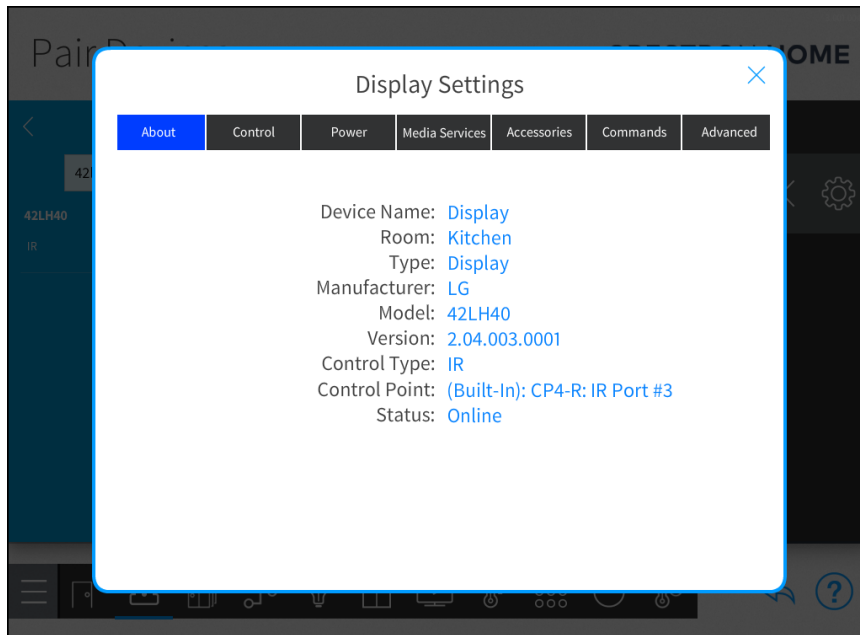 Pair
OME
Display Settings
About Control Power Media Services Accessories Commands Advanced
42LH40
IR
Device Name: Display
Room: Kitchen
Type: Display
Manufacturer: LG
Model: 42LH40
Version: 2.04.003.0001
Control Type: IR
Control Point: (Built-In): CP4-R: IR Port #3
Status: Online
?